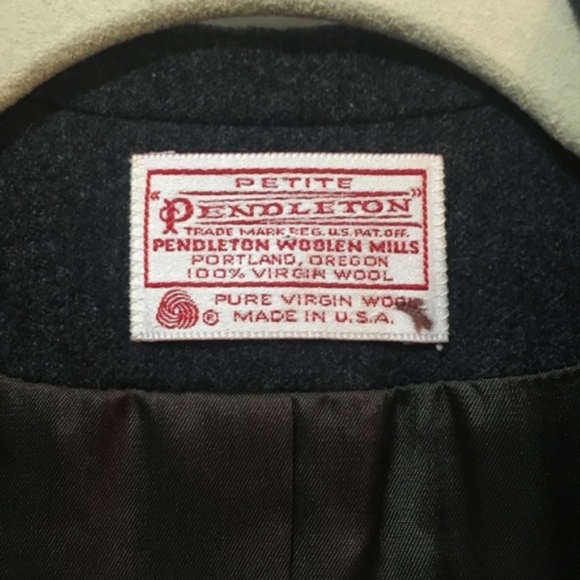 PETITE
"PENDLETON"
TRADE MARK REG. U.S. PAT. OFF.
PENDLETON WOOLEN MILLS
PORTLAND, OREGON
100% VIRGIN WOOL
PURE VIRGIN WOOL
® MADE IN U.S.A.